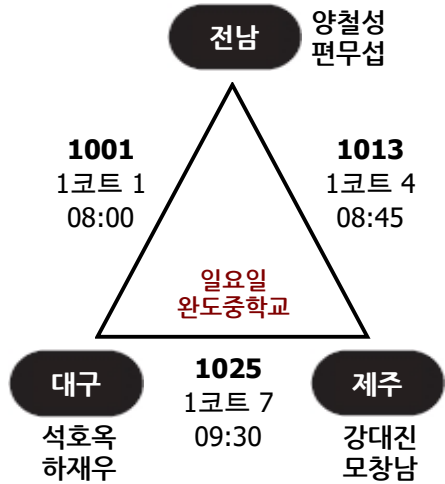 전남
양철성
편무섭
1001
1코트 1
08:00
1013
1코트 4
08:45
일요일
완도중학교
대구
석호옥
하재우
1025
1코트 7
09:30
제주
강대진
모창남